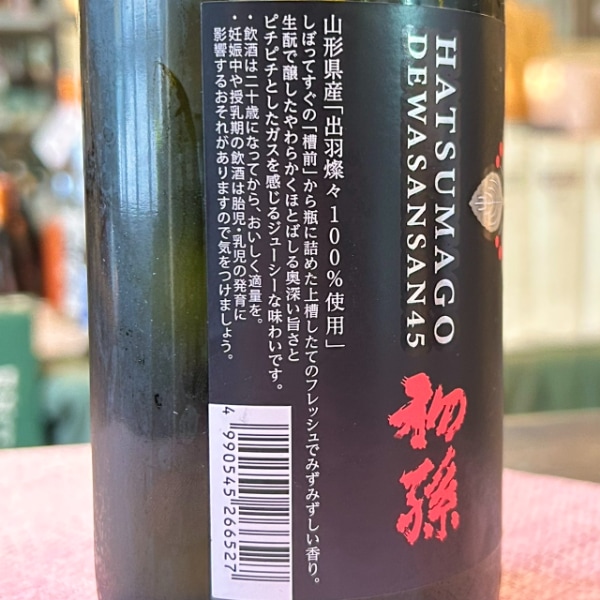 HATSUMAGO
DEWASANSAN45
初孫
山形県産「出羽燦々100%使用」
しぼってすぐの「槽前」から瓶に詰めた上槽したてのフレッシュでみずみずしい香り。
生酛で醸したやわらかくほとばしる奥深い旨さと
ピチピチとしたガスを感じるジューシーな味わいです。
・飲酒は二十歳になってから、おいしく適量を。
・妊娠中や授乳期の飲酒は胎児・乳児の発育に
影響するおそれがありますので気をつけましょう。
4 990545 266527